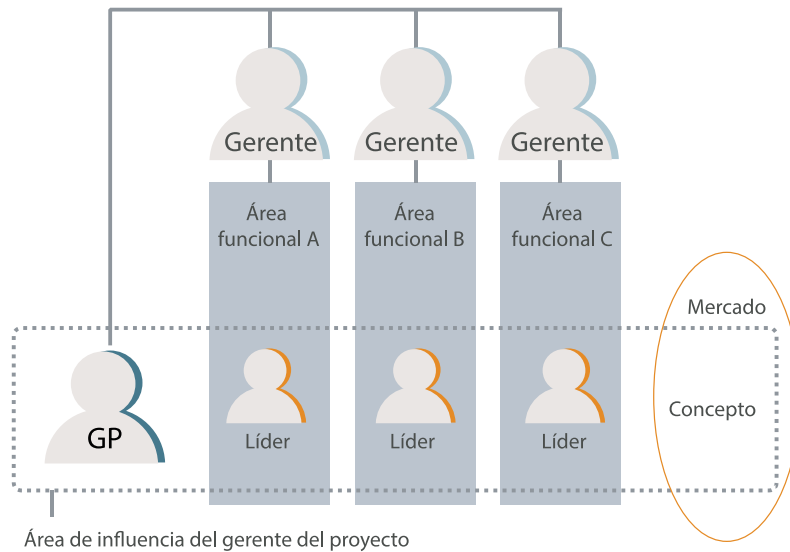 Gerente
Gerente
Gerente
Área
funcional A
Área
funcional B
Área
funcional C
Mercado
Concepto
GP
Líder
Líder
Líder
Área de influencia del gerente del proyecto